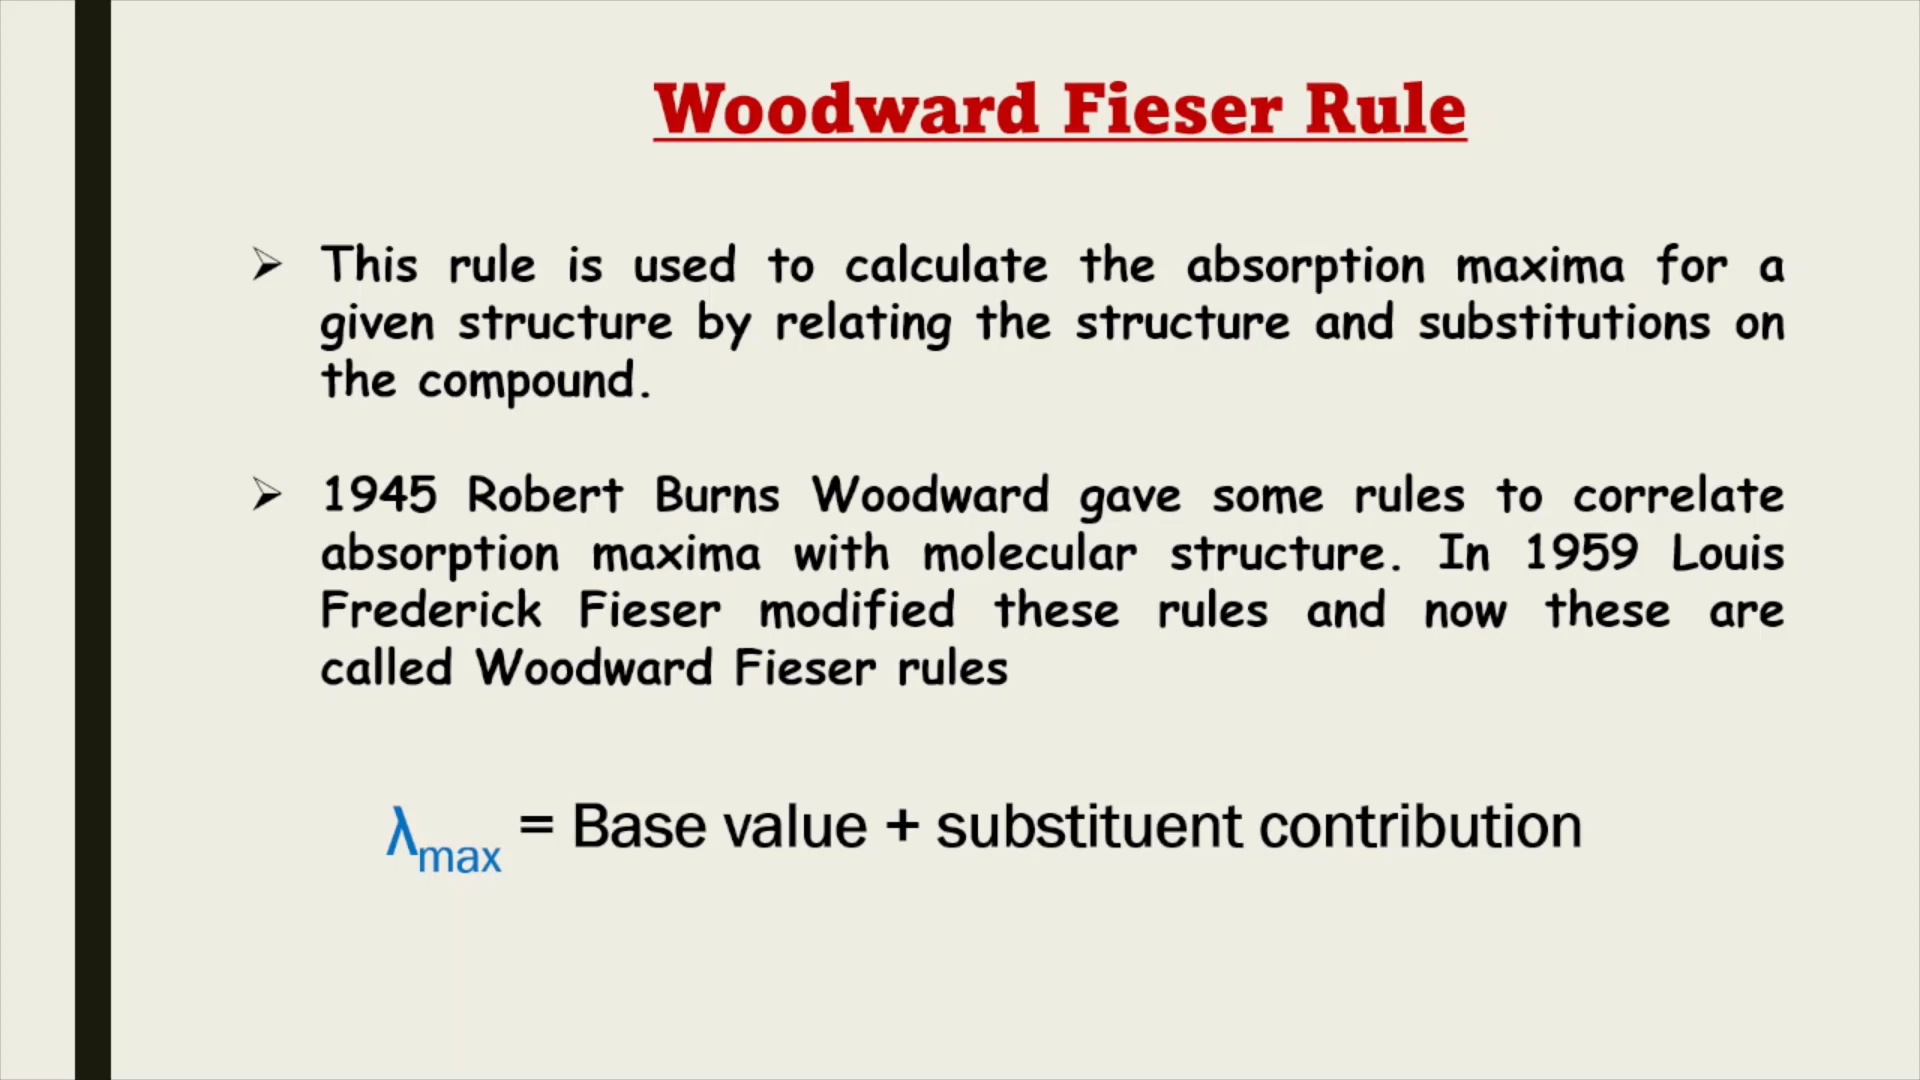 Woodward Fieser Rule
➢ This rule is used to calculate the absorption maxima for a
given structure by relating the structure and substitutions on
the compound.
➢ 1945 Robert Burns Woodward gave some rules to correlate
absorption maxima with molecular structure. In 1959 Louis
Frederick Fieser modified these rules and now these are
called Woodward Fieser rules
λmax = Base value + substituent contribution